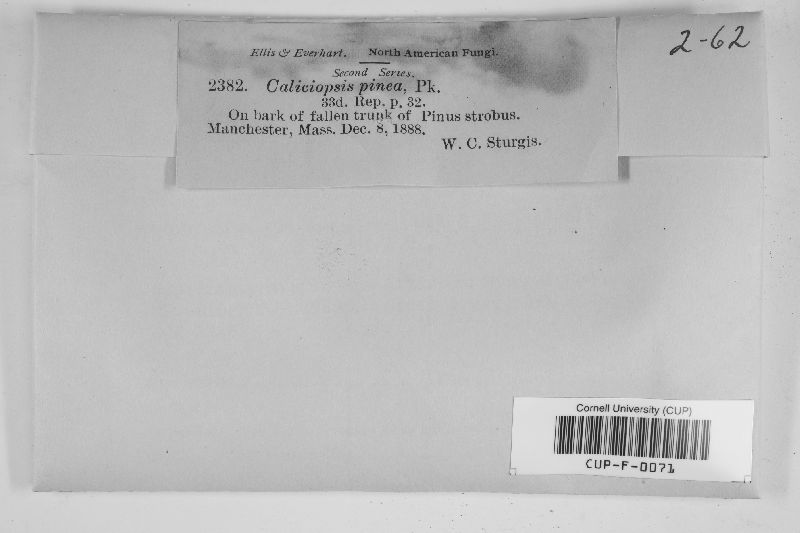 2-62
Ellis & Everhart. North American Fungi.
Second Series.
2382. Caliciopsis pinea, Pk.
33d. Rep. p. 32.
On bark of fallen trunk of Pinus strobus.
Manchester, Mass. Dec. 8, 1888.
W. C. Sturgis.
Cornell University (CUP)
CUP-F-0071